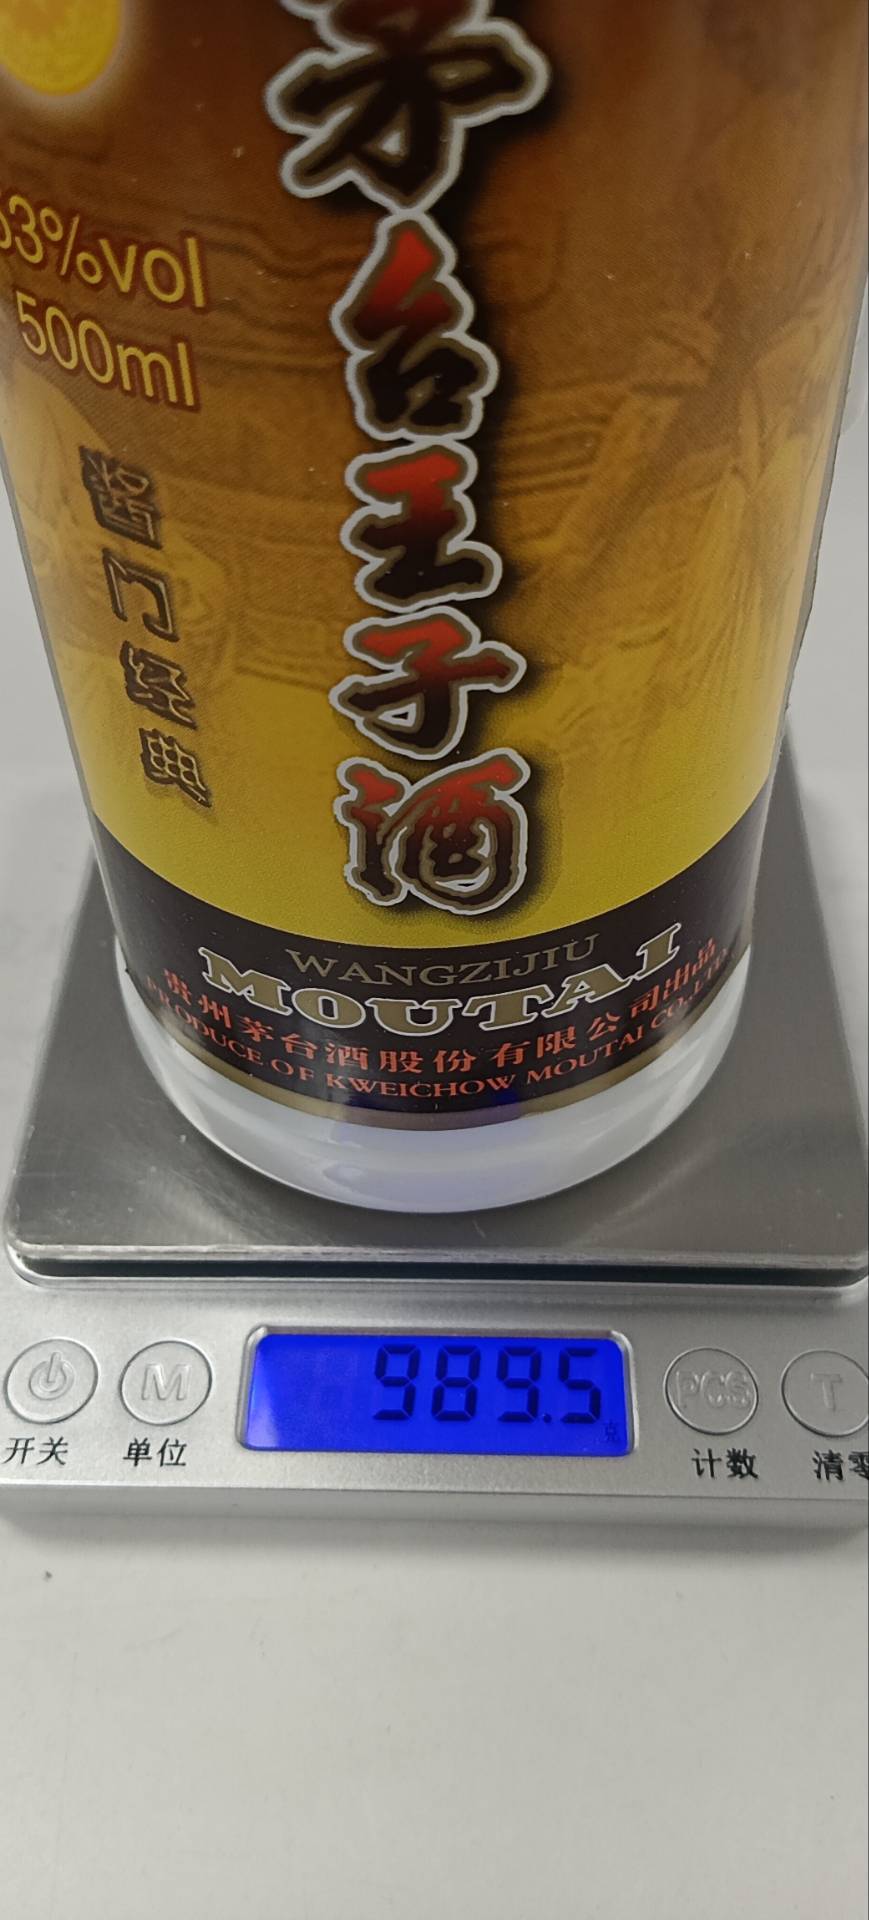 茅台王子酒
53%vol
500ml
酱门经典
WANGZIJIU
MOUTAI
贵州茅台酒股份有限公司出品
PRODUCE OF KWEICHOW MOUTAI CO.,LTD.
989.5
克
M
PCS
T
开关
单位
计数
清零